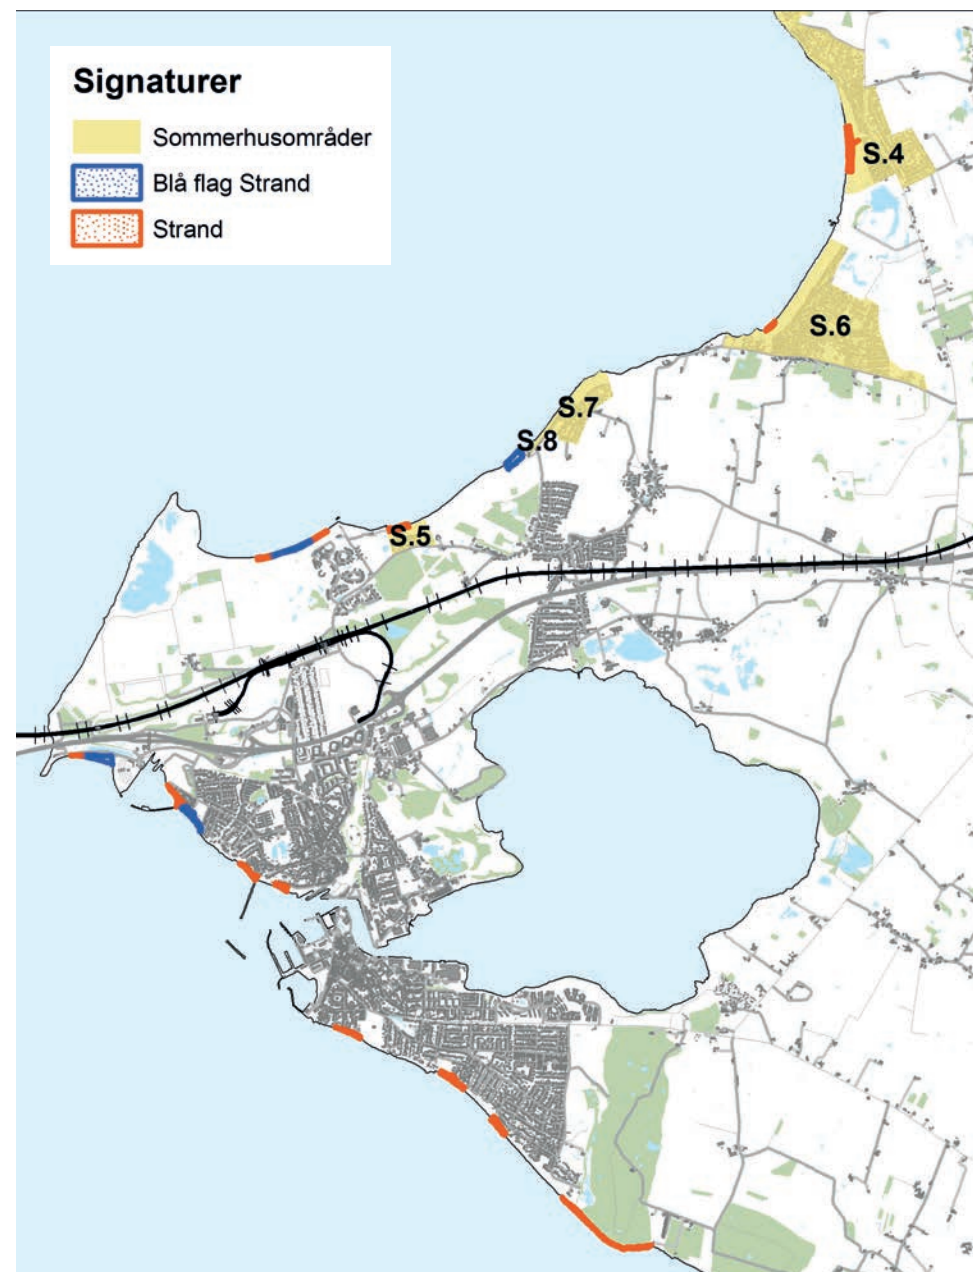 Signaturer
Sommerhusområder
Blå flag Strand
Strand
S.4
S.6
S.7
S.8
S.5